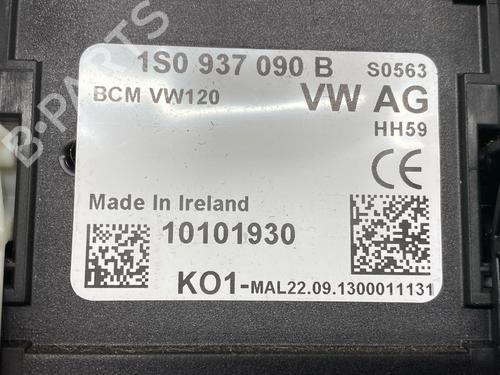 1S0 937 090 B S0563
BCM VW120 VW AG
HH59
CE
Made In Ireland
10101930
KO1-MAL22.09.1300011131
B-PARTS